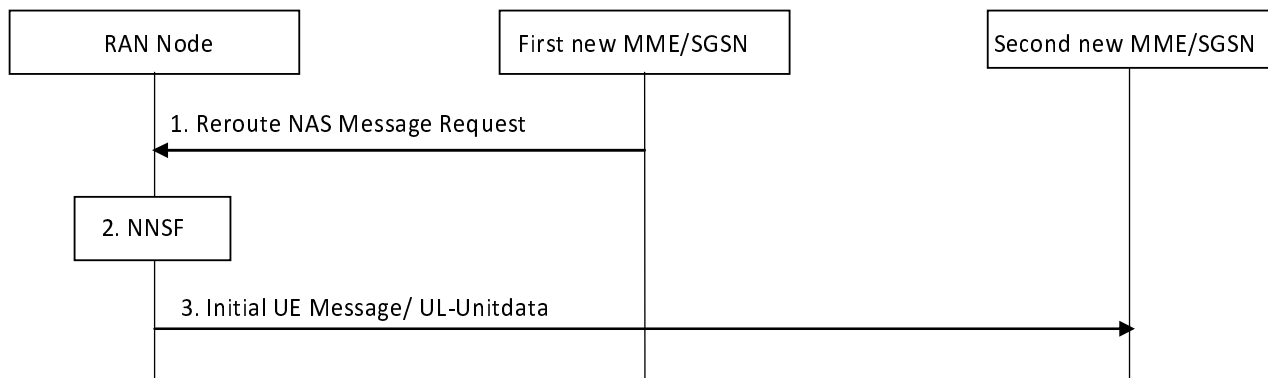 RAN Node
First new MME/SGSN
Second new MME/SGSN
1. Reroute NAS Message Request
2. NNSF
3. Initial UE Message/ UL-Unitdata